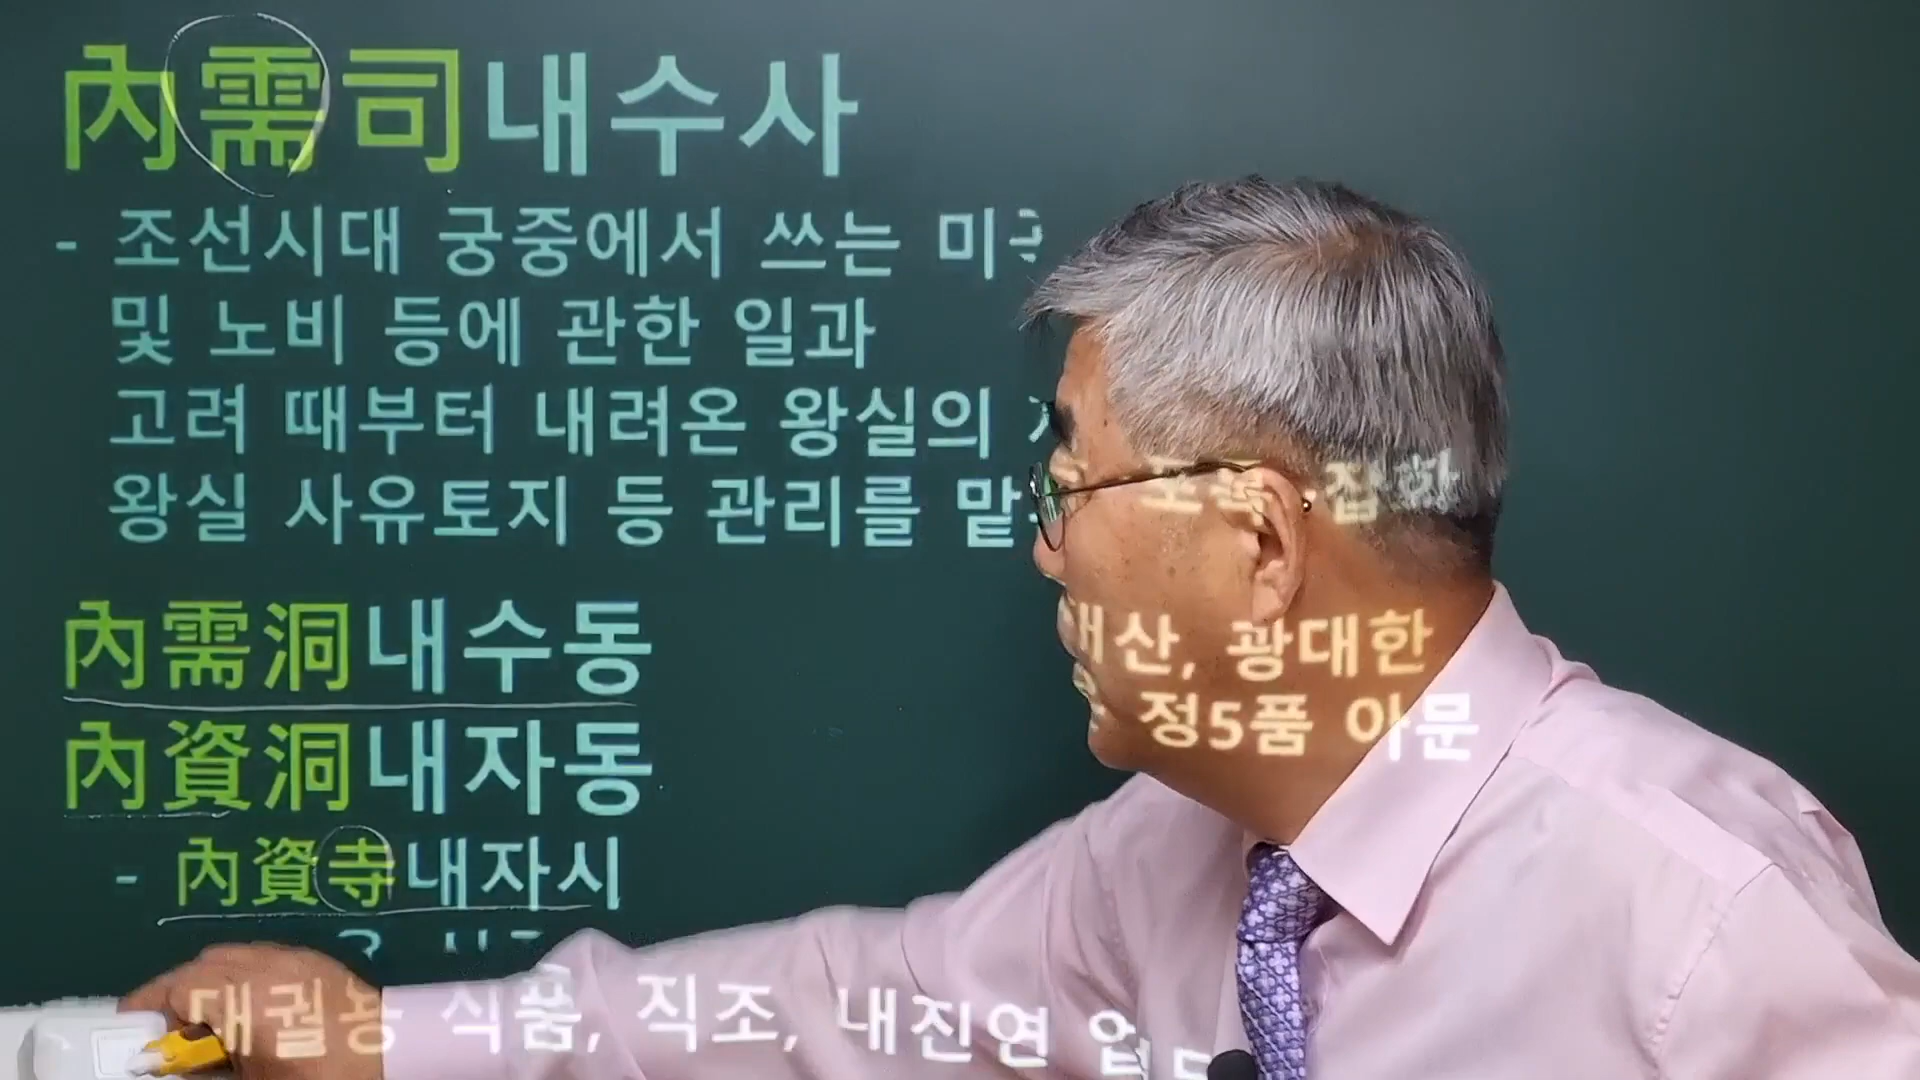 內需司내수사
- 조선시대 궁중에서 쓰는
및 노비 등에 관한 일과
고려 때부터 내려온 왕실의
왕실 사유토지 등 관리를
잡화
內需洞내수동
산, 광대한
정5품 아문
內資洞내자동
- 內資寺내자시
대궐용 식품, 직조, 내진연